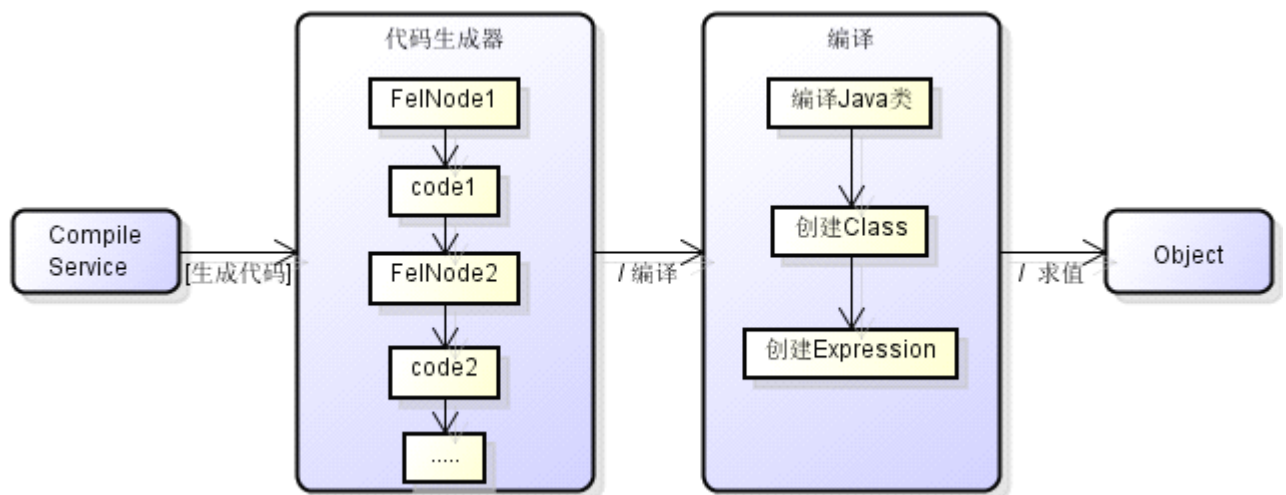 Compile
Service
[生成代码]
代码生成器
FelNode1
code1
FelNode2
code2
.....
/ 编译
编译
编译Java类
创建Class
创建Expression
/ 求值
Object